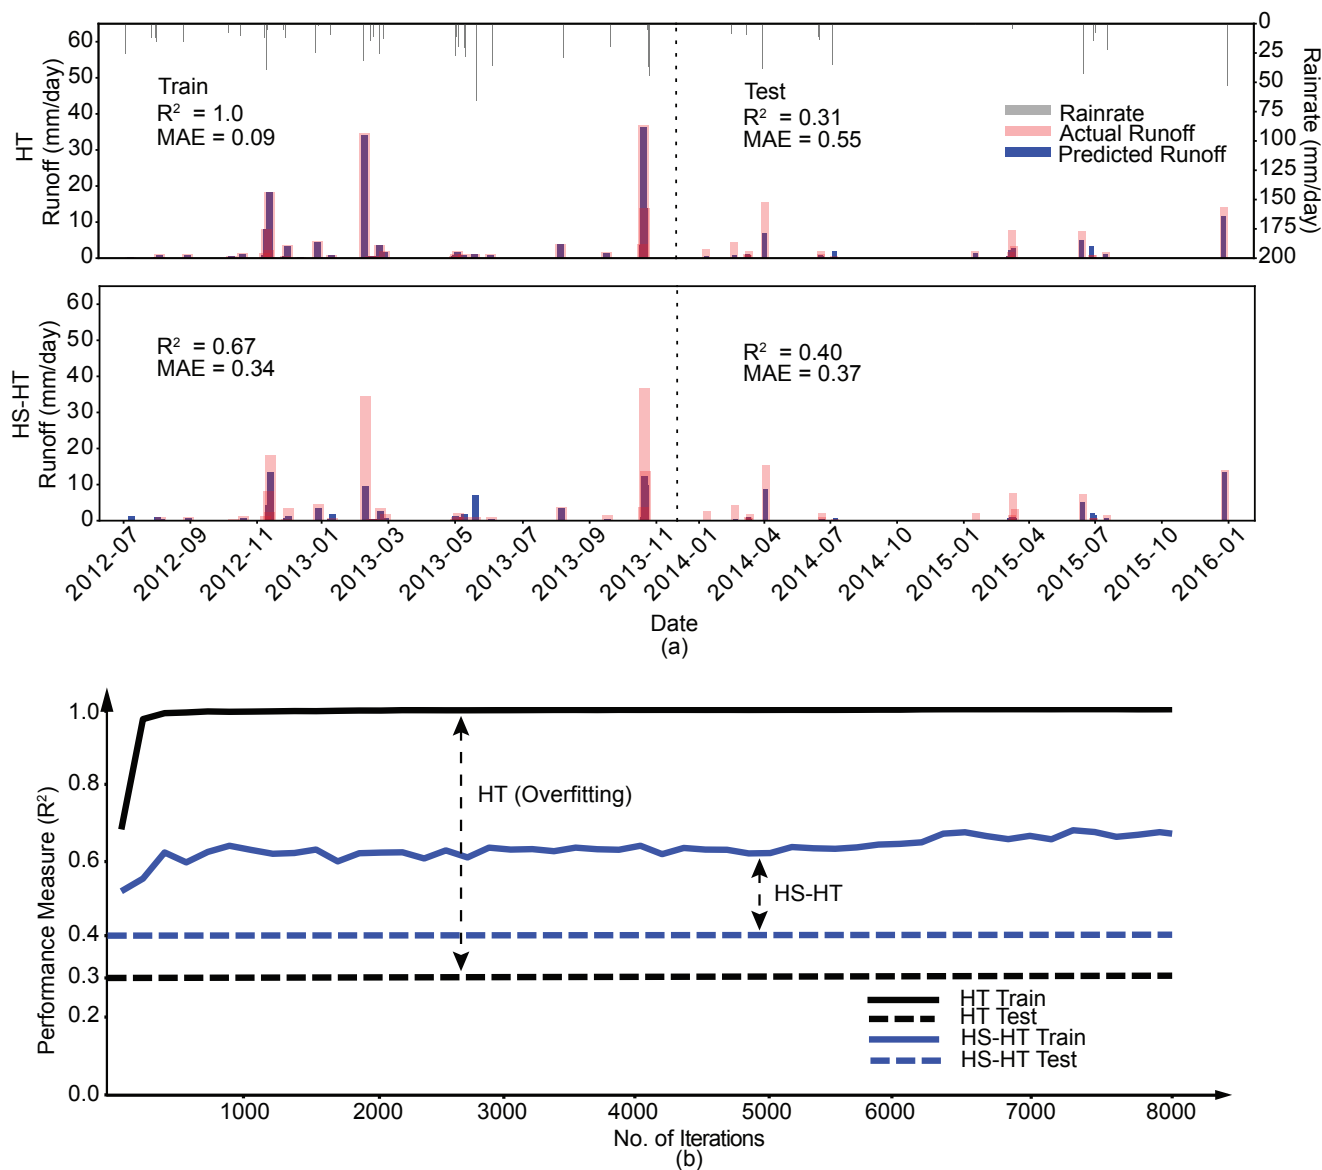 HT
Runoff (mm/day)
60
50
40
30
20
10
0
Train
R² = 1.0
MAE = 0.09
Test
R² = 0.31
MAE = 0.55
Rainrate
Actual Runoff
Predicted Runoff
0
25
50
75
100
125
150
175
200
Rainrate (mm/day)
HS-HT
Runoff (mm/day)
60
50
40
30
20
10
0
R² = 0.67
MAE = 0.34
R² = 0.40
MAE = 0.37
2012-07
2012-09
2012-11
2013-01
2013-03
2013-05
2013-07
2013-09
2013-11
2014-01
2014-04
2014-07
2014-10
2015-01
2015-04
2015-07
2015-10
2016-01
Date
(a)
Performance Measure (R²)
1.0
0.8
0.6
0.4
0.3
0.2
0.0
HT (Overfitting)
HS-HT
HT Train
HT Test
HS-HT Train
HS-HT Test
1000
2000
3000
4000
5000
6000
7000
8000
No. of Iterations
(b)